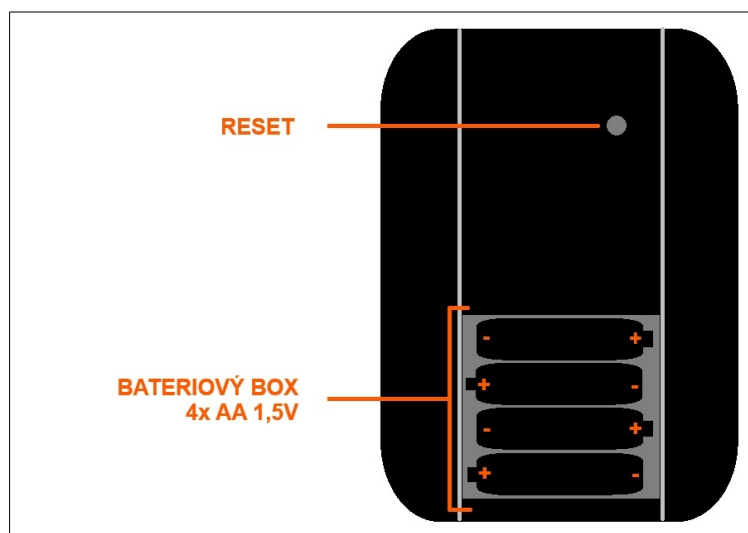 RESET
BATERIOVÝ BOX
4x AA 1,5V
- +
+ -
- +
+ -